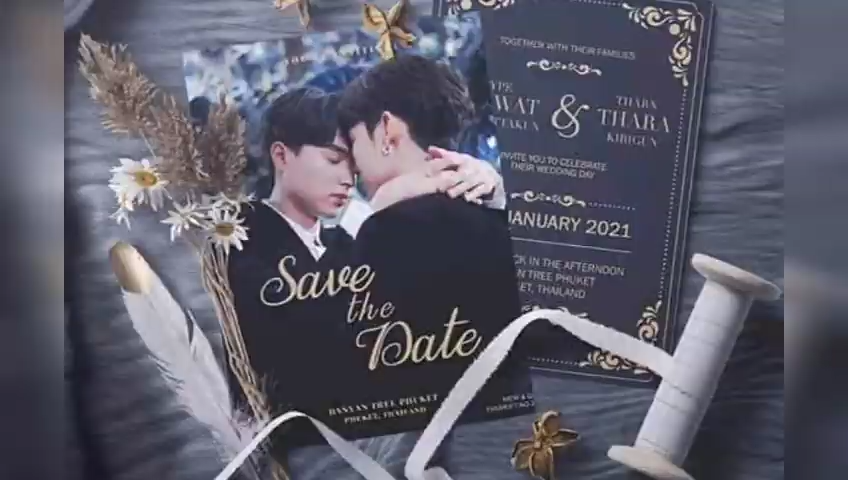 Save
the
Date
BANYAN TREE PHUKET
PHUKET, THAILAND
TOGETHER WITH THEIR FAMILIES
&
THARA
THARA
KIRIGUN
INVITE YOU TO CELEBRATE
THEIR WEDDING DAY
JANUARY 2021
IN THE AFTERNOON
TREE PHUKET
THAILAND